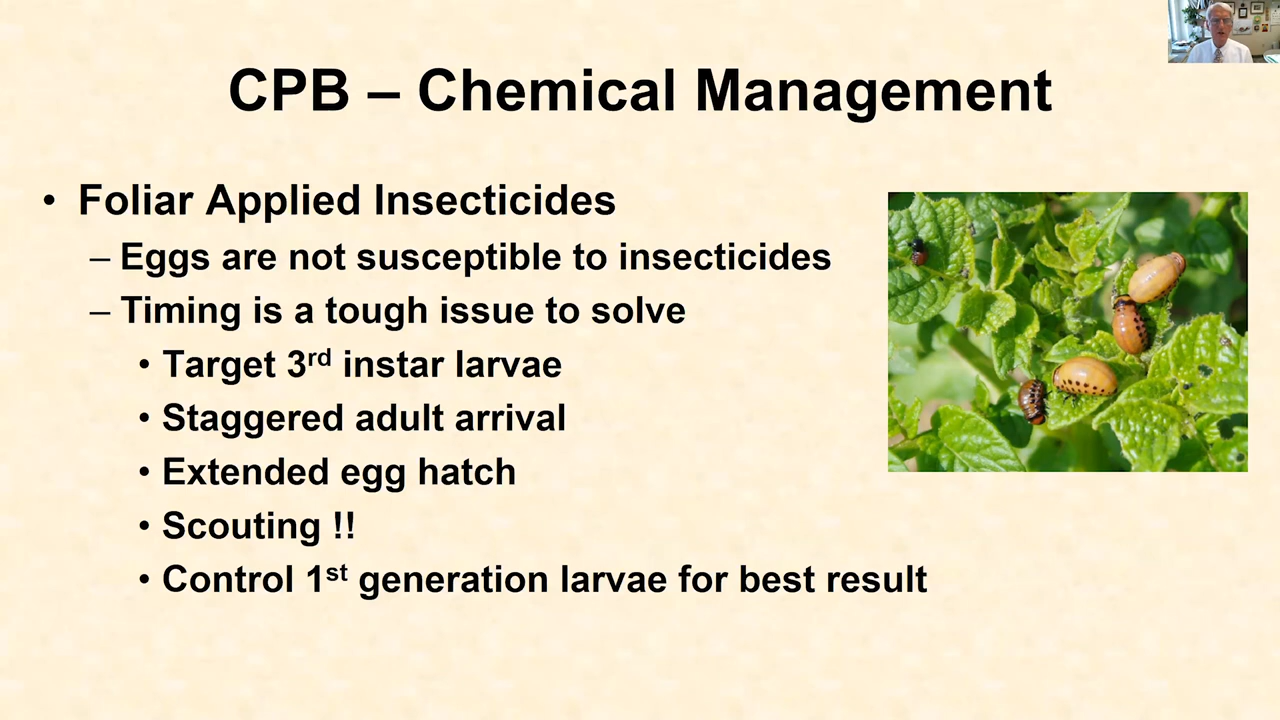 CPB – Chemical Management
• Foliar Applied Insecticides
– Eggs are not susceptible to insecticides
– Timing is a tough issue to solve
• Target 3rd instar larvae
• Staggered adult arrival
• Extended egg hatch
• Scouting !!
• Control 1st generation larvae for best result